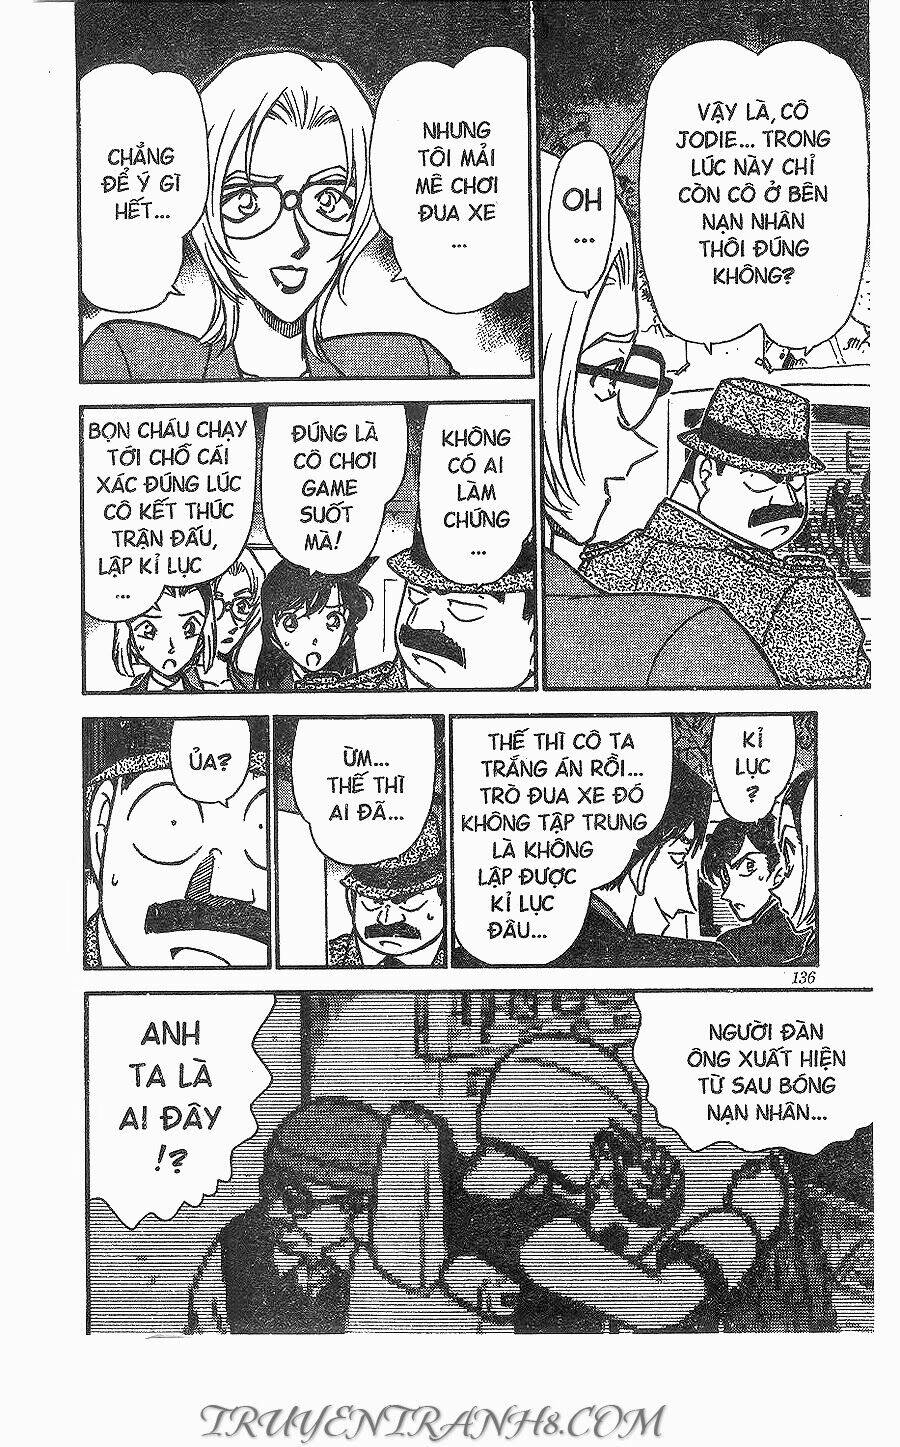 VẬY LÀ, CÔ
JODIE... TRONG
LÚC NÀY CHỈ
CÒN CÔ Ở BÊN
NẠN NHÂN
THÔI ĐÚNG
KHÔNG?
OH
...
NHƯNG
TÔI MẢI
MÊ CHƠI
ĐUA XE
...
CHẲNG
ĐỂ Ý GÌ
HẾT...
KHÔNG
CÓ AI
LÀM
CHỨNG
...
ĐÚNG LÀ
CÔ CHƠI
GAME
SUỐT
MÀ!
BỌN CHÁU CHẠY
TỚI CHỖ CÁI
XÁC ĐÚNG LÚC
CÔ KẾT THÚC
TRẬN ĐẤU,
LẬP KỈ LỤC
...
KỈ
LỤC
?
THẾ THÌ CÔ TA
TRẮNG ÁN RỒI...
TRÒ ĐUA XE ĐÓ
KHÔNG TẬP TRUNG
LÀ KHÔNG
LẬP ĐƯỢC
KỈ LỤC
ĐÂU...
ỪM...
THẾ THÌ
AI ĐÃ...
ỦA?
136
NGƯỜI ĐÀN
ÔNG XUẤT HIỆN
TỪ SAU BÓNG
NẠN NHÂN...
ANH
TA LÀ
AI ĐÂY
!?
TRUYENTRANH8.COM